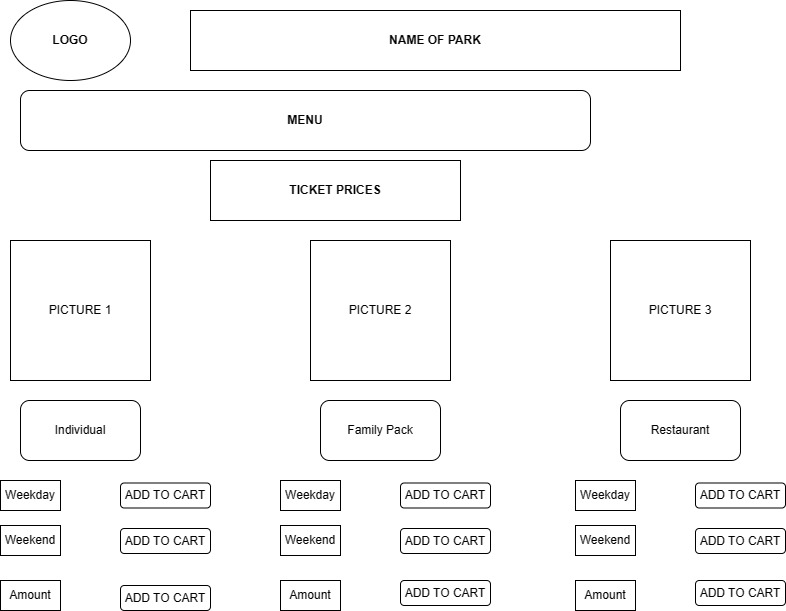 LOGO
NAME OF PARK
MENU
TICKET PRICES
PICTURE 1
PICTURE 2
PICTURE 3
Individual
Family Pack
Restaurant
Weekday
ADD TO CART
Weekday
ADD TO CART
Weekday
ADD TO CART
Weekend
ADD TO CART
Weekend
ADD TO CART
Weekend
ADD TO CART
Amount
ADD TO CART
Amount
ADD TO CART
Amount
ADD TO CART